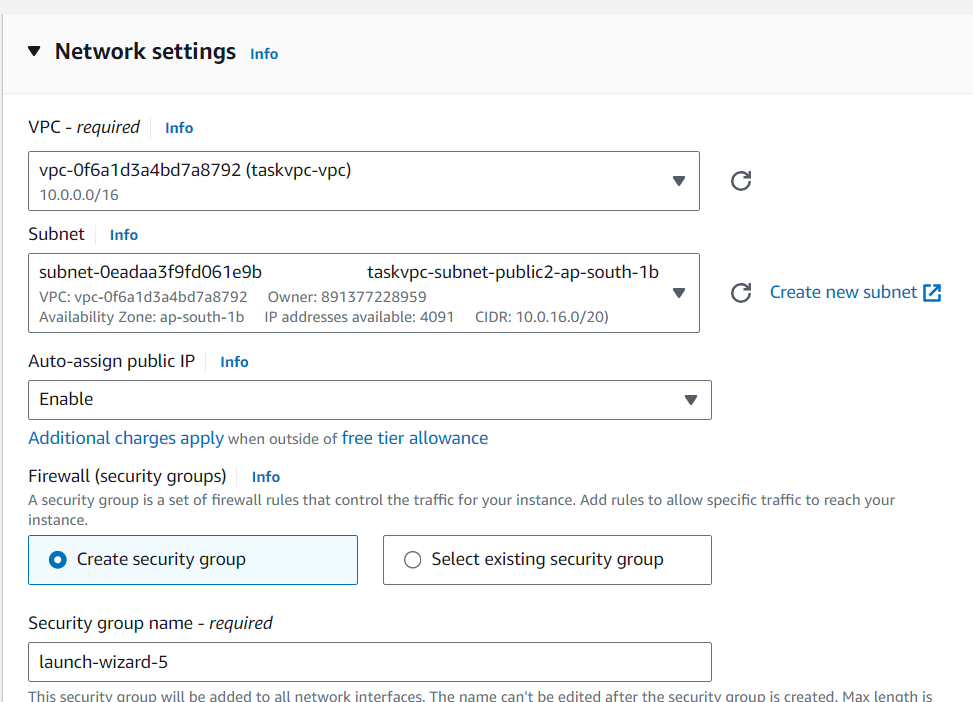 Network settings Info
VPC - required Info
vpc-0f6a1d3a4bd7a8792 (taskvpc-vpc)
10.0.0.0/16
Subnet Info
subnet-0eadaa3f9fd061e9b taskvpc-subnet-public2-ap-south-1b
VPC: vpc-0f6a1d3a4bd7a8792 Owner: 891377228959
Availability Zone: ap-south-1b IP addresses available: 4091 CIDR: 10.0.16.0/20)
Create new subnet
Auto-assign public IP Info
Enable
Additional charges apply when outside of free tier allowance
Firewall (security groups) Info
A security group is a set of firewall rules that control the traffic for your instance. Add rules to allow specific traffic to reach your
instance.
Create security group Select existing security group
Security group name - required
launch-wizard-5
This security group will be added to all network interfaces. The name can't be edited after the security group is created. Max length is